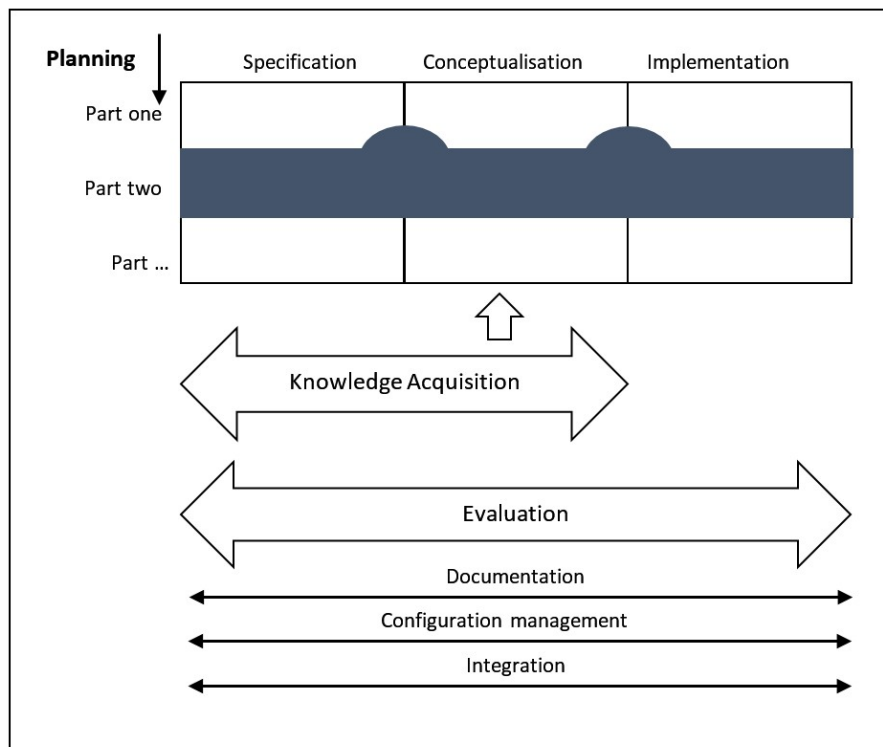 Planning
Specification
Conceptualisation
Implementation
Part one
Part two
Part ...
Knowledge Acquisition
Evaluation
Documentation
Configuration management
Integration